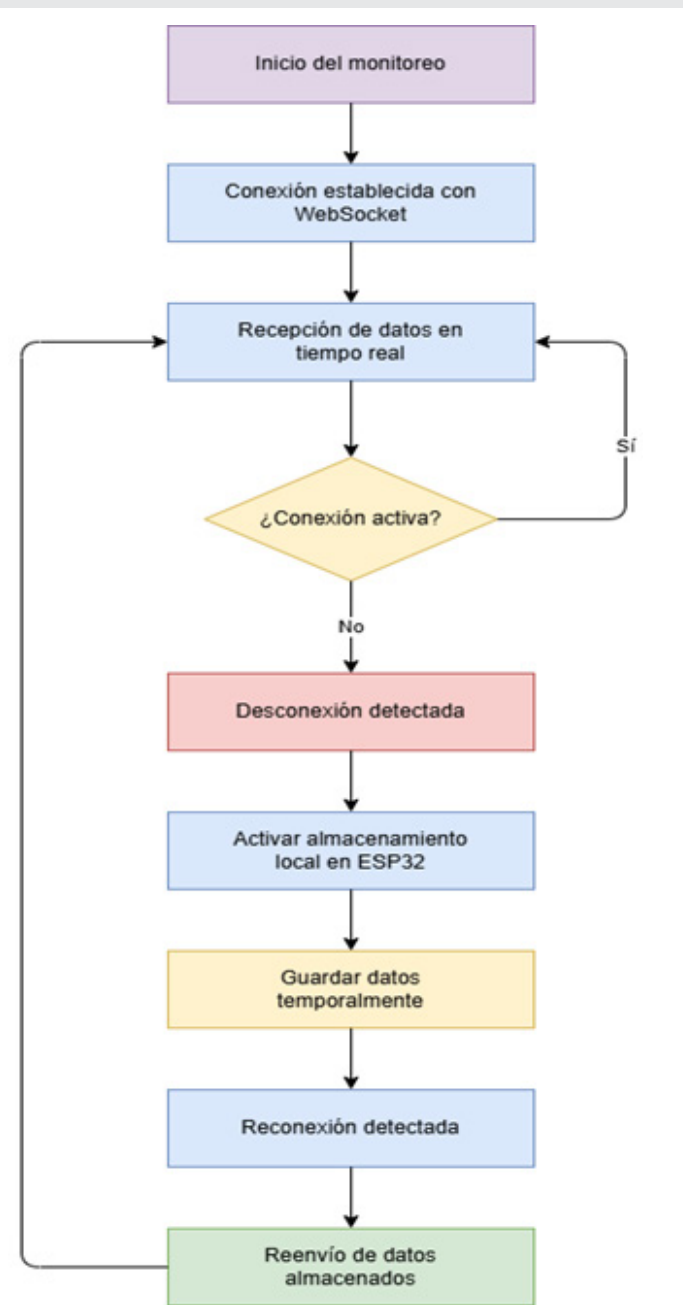 Inicio del monitoreo
Conexión establecida con
WebSocket
Recepción de datos en
tiempo real
Sí
¿Conexión activa?
No
Desconexión detectada
Activar almacenamiento
local en ESP32
Guardar datos
temporalmente
Reconexión detectada
Reenvío de datos
almacenados